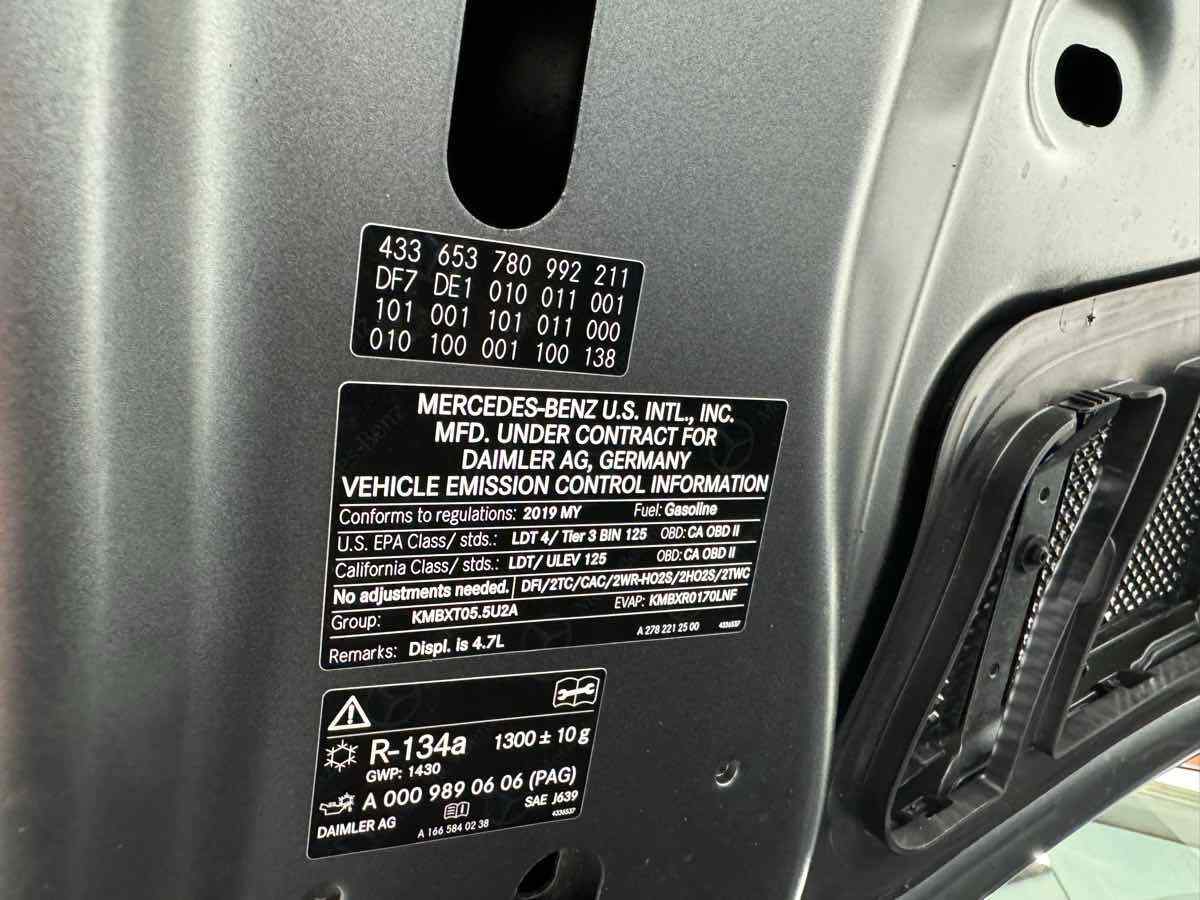 433 653 780 992 211
DF7 DE1 010 011 001
101 001 101 011 000
010 100 001 100 138
MERCEDES-BENZ U.S. INTL., INC.
MFD. UNDER CONTRACT FOR
DAIMLER AG, GERMANY
VEHICLE EMISSION CONTROL INFORMATION
Conforms to regulations: 2019 MY Fuel: Gasoline
U.S. EPA Class/ stds.: LDT 4/ Tier 3 BIN 125 OBD: CA OBD II
California Class/ stds.: LDT/ ULEV 125 OBD: CA OBD II
No adjustments needed. DFI/2TC/CAC/2WR-HO2S/2HO2S/2TWC
Group: KMBXT05.5U2A EVAP: KMBXR0170LNF
Remarks: Displ. is 4.7L A 278 221 25 00 4336537
R-134a 1300 ± 10 g
GWP: 1430
A 000 989 06 06 (PAG)
SAE J639
DAIMLER AG A 166 584 02 38 4336537